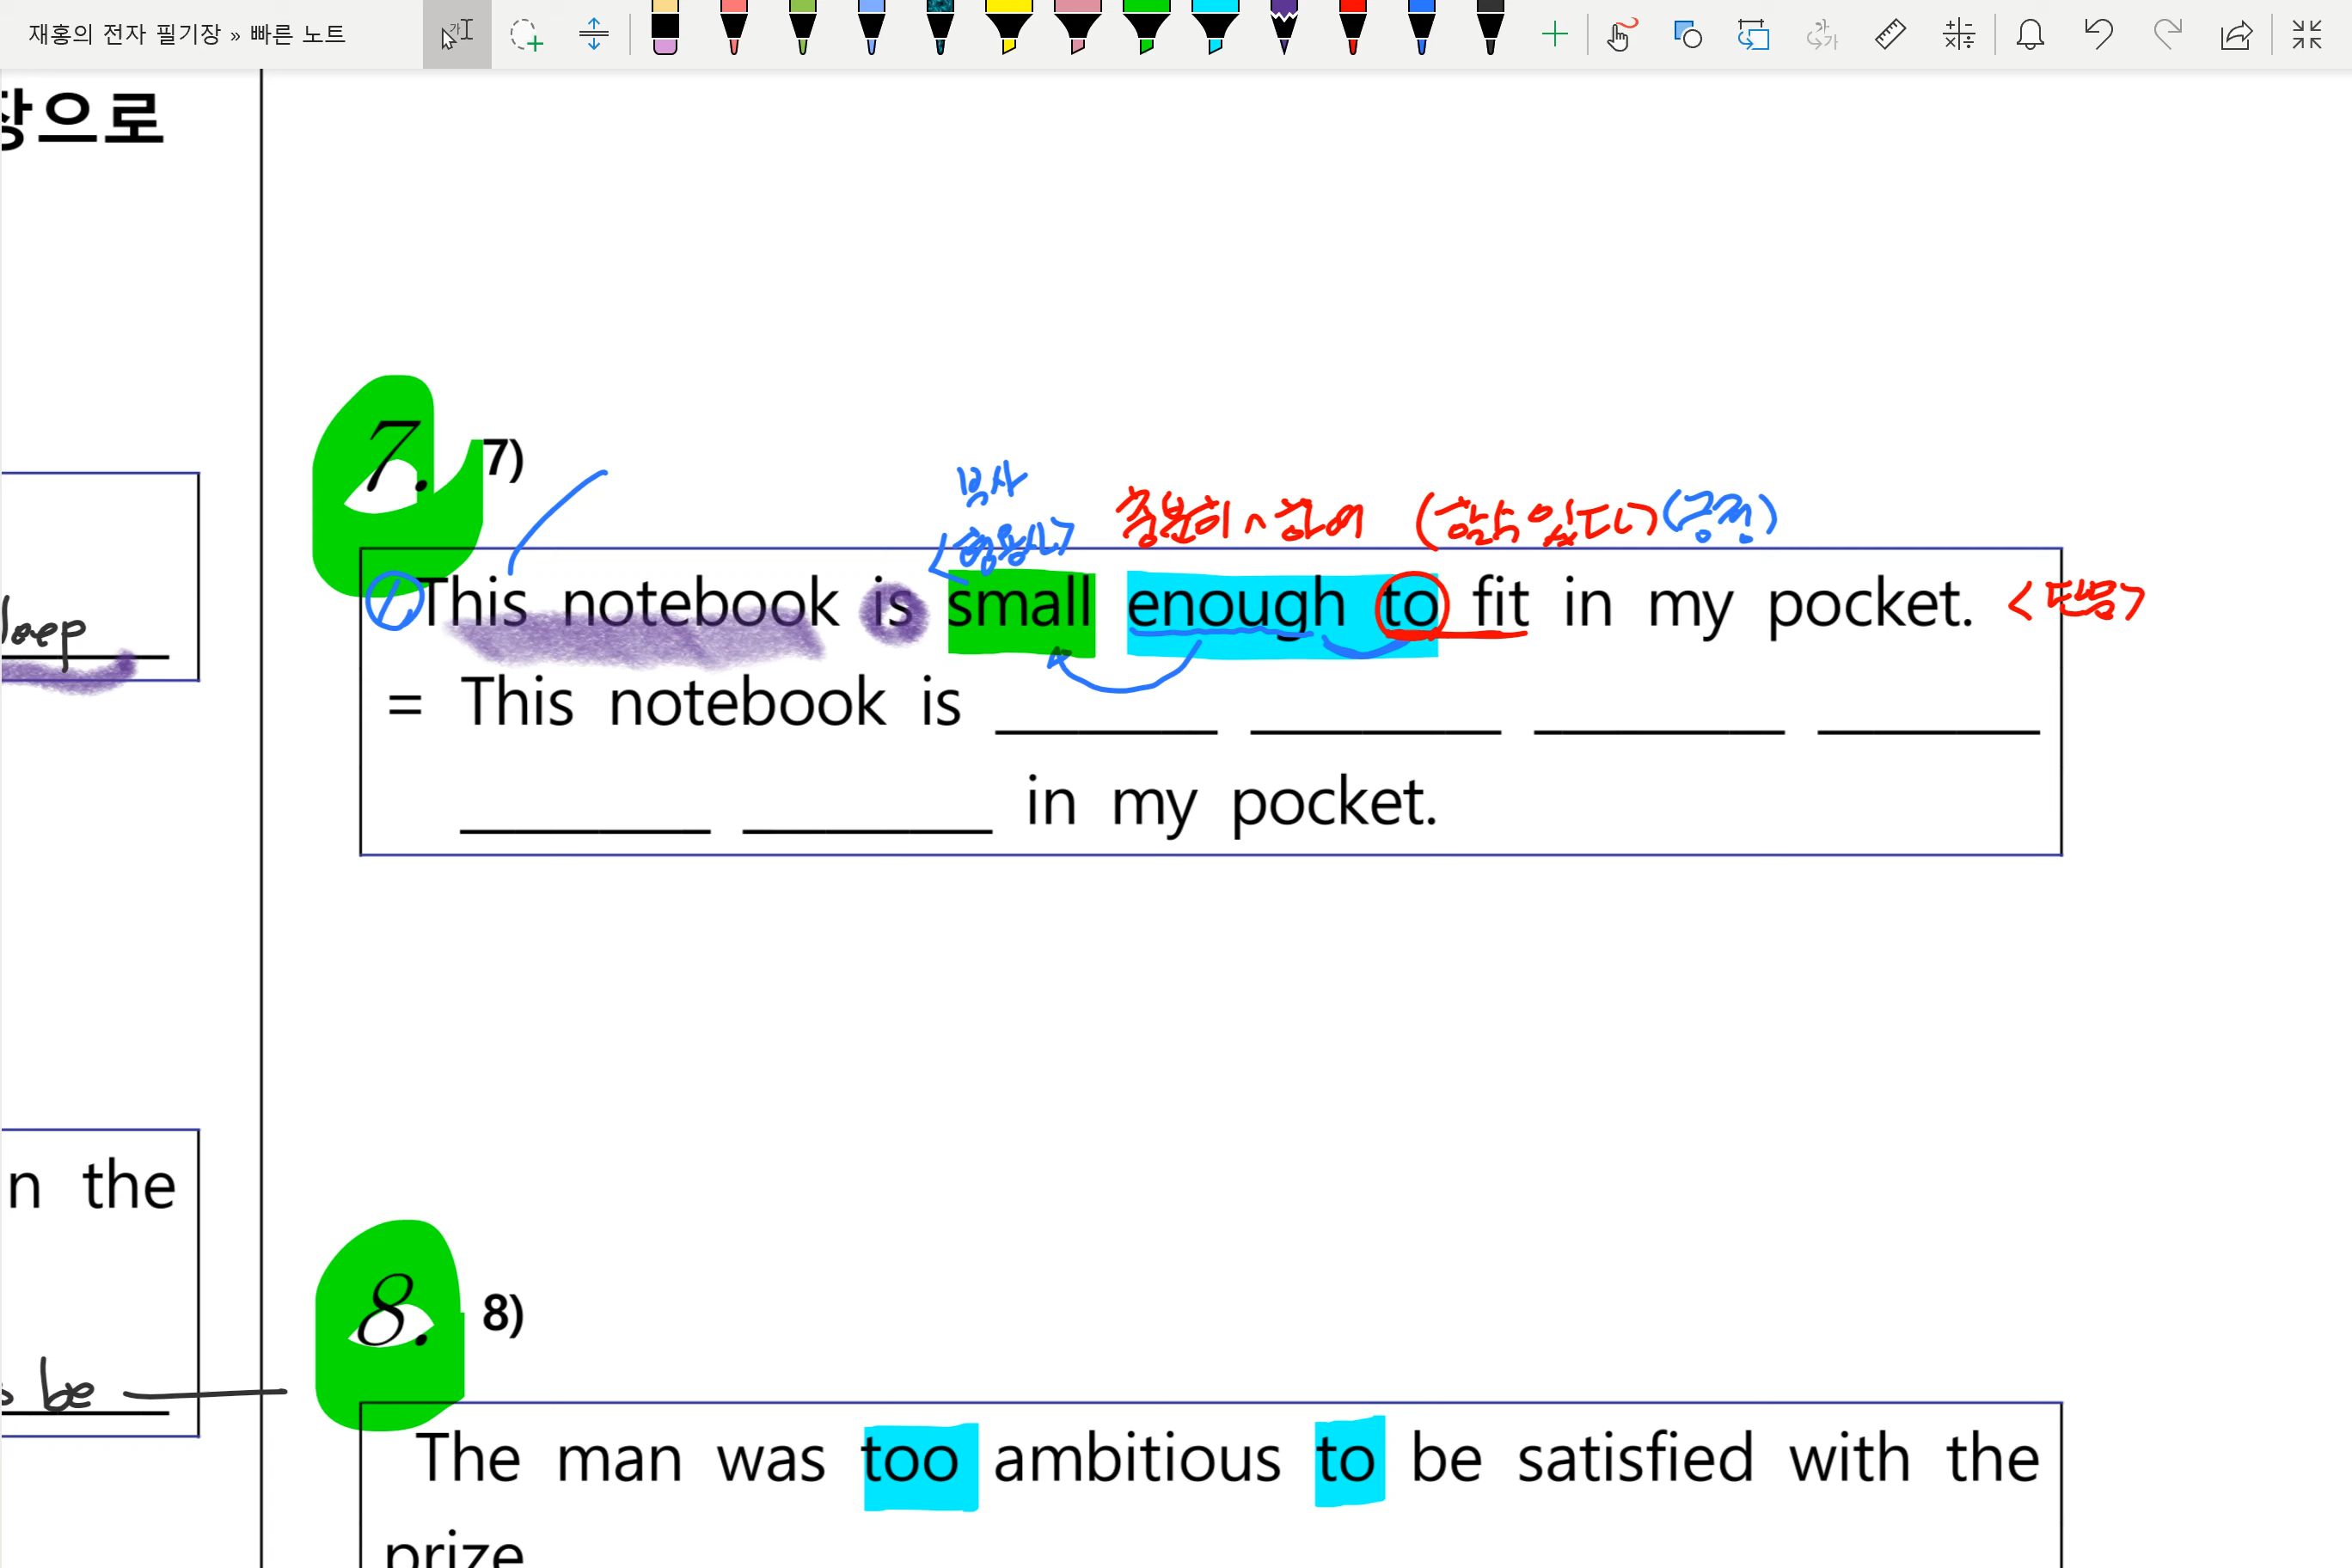 재홍의 전자 필기장 » 빠른 노트
장으로
7. 7)
부사
<형용사> 충분히 ~ 하여 (할 수 있다) (긍정)
① This notebook is small enough to fit in my pocket. <단문>
= This notebook is
in my pocket.
n the
be
8. 8)
The man was too ambitious to be satisfied with the
prize